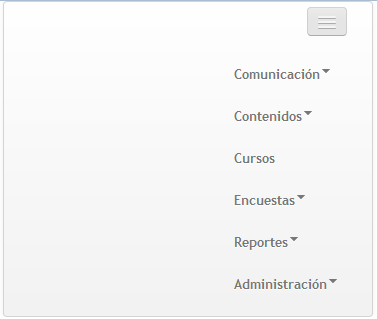 Comunicación
Contenidos
Cursos
Encuestas
Reportes
Administración